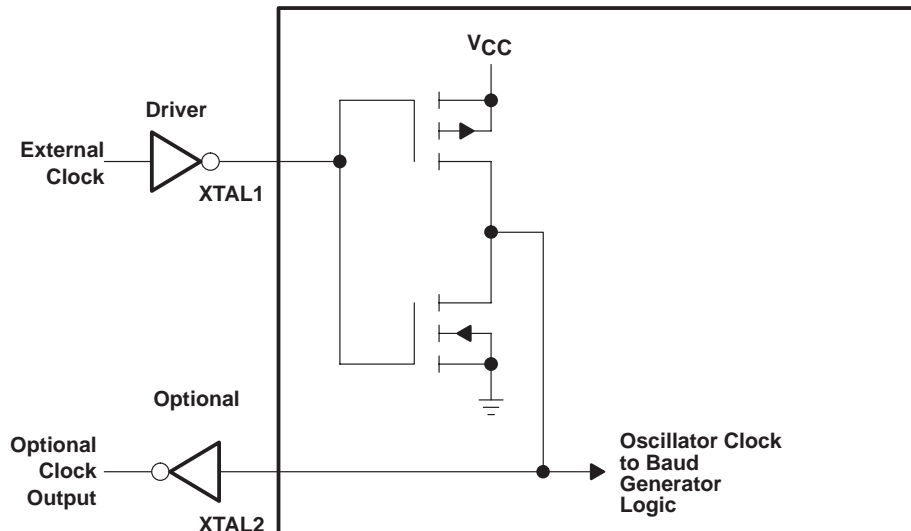 VCC
Driver
External
Clock
XTAL1
Optional
Optional
Clock
Output
XTAL2
Oscillator Clock
to Baud
Generator
Logic